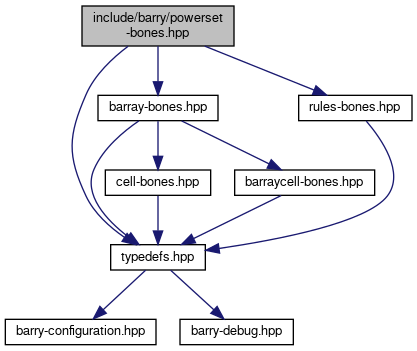 include/barry/powerset
-bones.hpp
barray-bones.hpp
rules-bones.hpp
cell-bones.hpp
barraycell-bones.hpp
typedefs.hpp
barry-configuration.hpp
barry-debug.hpp